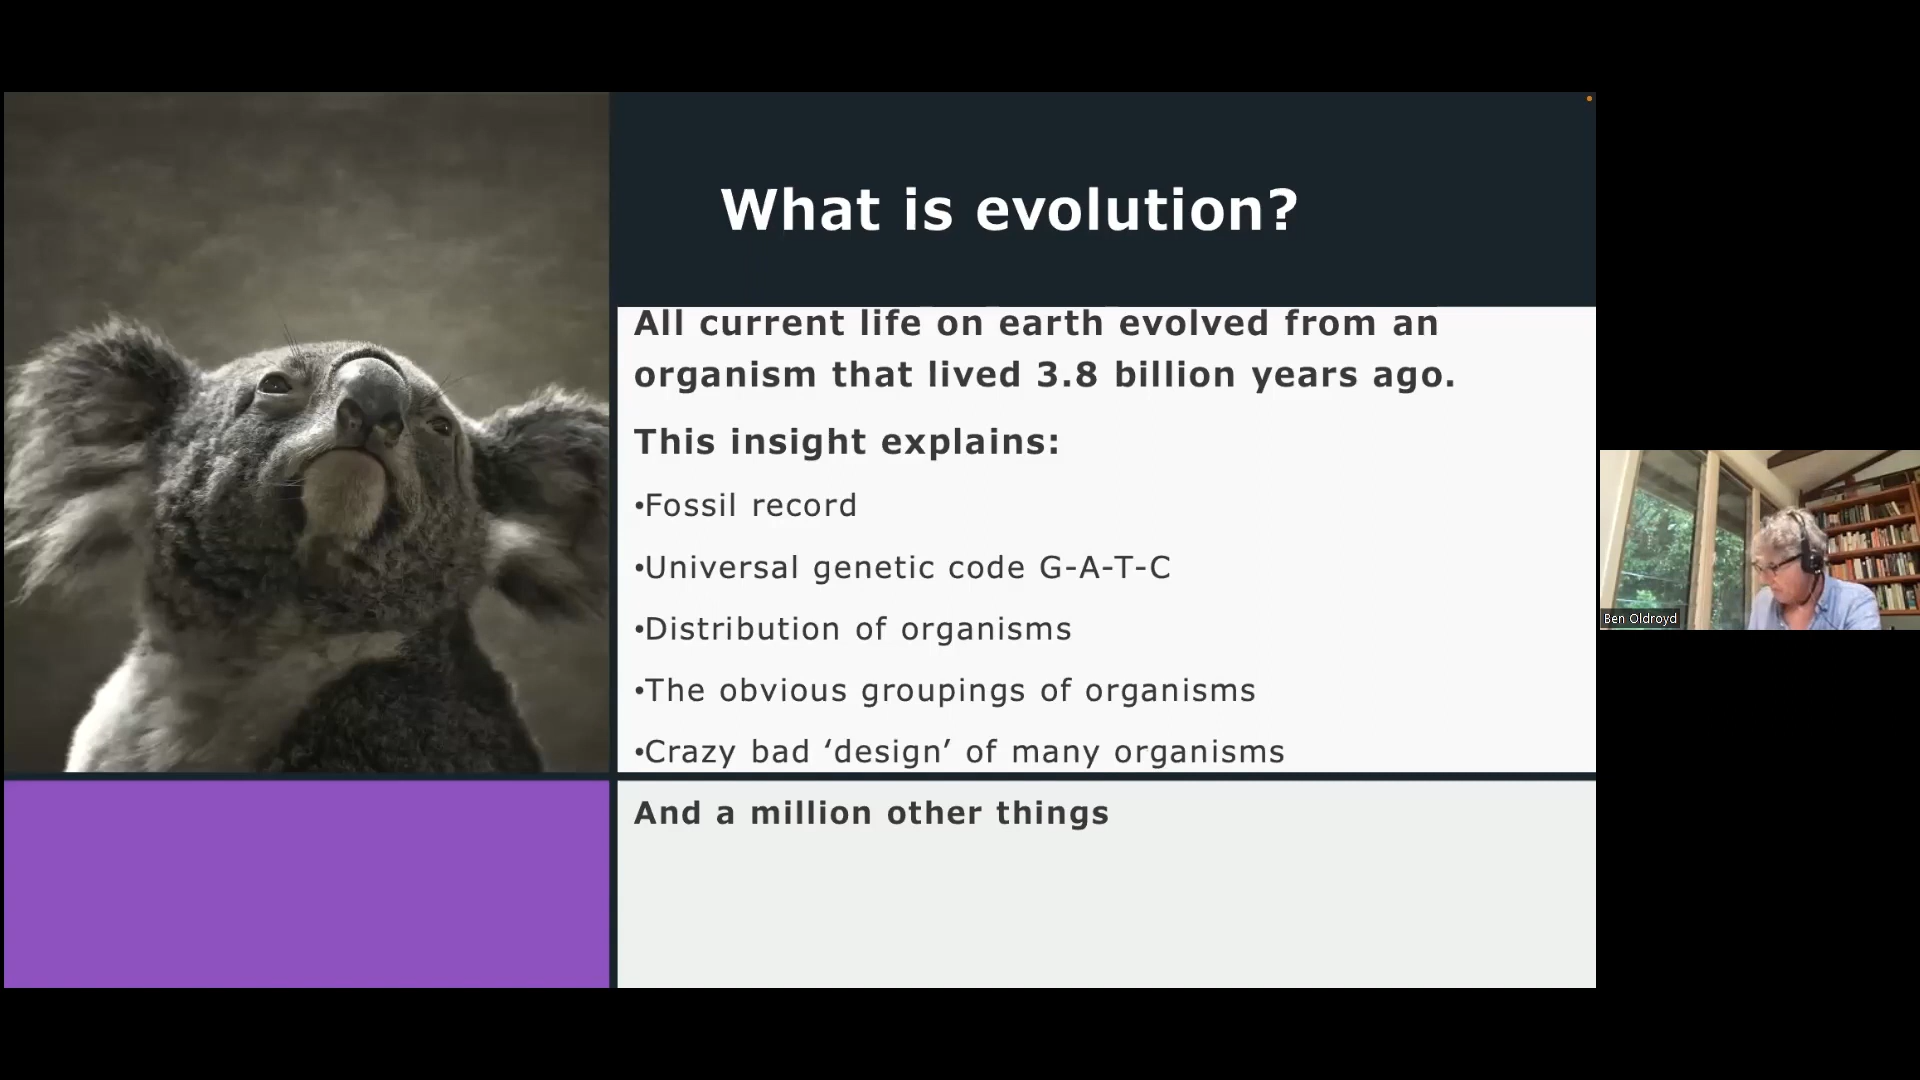 What is evolution?
All current life on earth evolved from an
organism that lived 3.8 billion years ago.
This insight explains:
•Fossil record
•Universal genetic code G-A-T-C
•Distribution of organisms
•The obvious groupings of organisms
•Crazy bad ‘design’ of many organisms
And a million other things
Ben Oldroyd